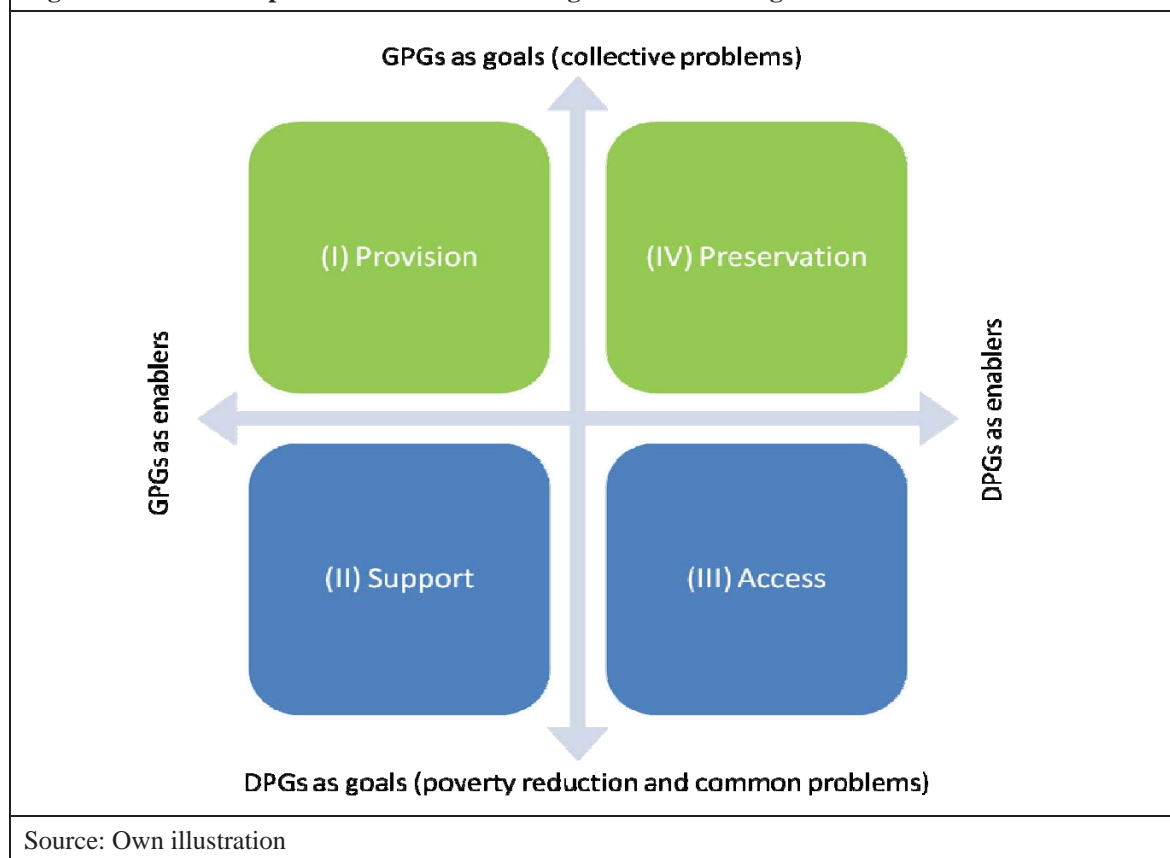 GPGs as goals (collective problems)
(I) Provision
(IV) Preservation
GPGs as enablers
DPGs as enablers
(II) Support
(III) Access
DPGs as goals (poverty reduction and common problems)
Source: Own illustration